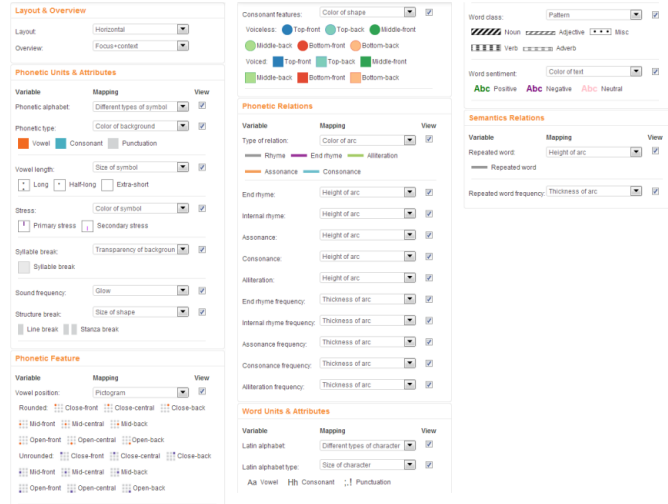 Layout & Overview
Layout: Horizontal
Overview: Focus+context
Phonetic Units & Attributes
Variable Mapping View
Phonetic alphabet: Different types of symbol
Phonetic type: Color of background
Vowel Consonant Punctuation
Vowel length: Size of symbol
Long Half-long Extra-short
Stress: Color of symbol
Primary stress Secondary stress
Syllable break: Transparency of backgroun
Syllable break
Sound frequency: Glow
Structure break: Size of shape
Line break Stanza break
Phonetic Feature
Variable Mapping View
Vowel position: Pictogram
Rounded: Close-front Close-central Close-back
Mid-front Mid-central Mid-back
Open-front Open-central Open-back
Unrounded: Close-front Close-central Close-back
Mid-front Mid-central Mid-back
Open-front Open-central Open-back
Consonant features: Color of shape
Voiceless: Top-front Top-back Middle-front
Middle-back Bottom-front Bottom-back
Voiced: Top-front Top-back Middle-front
Middle-back Bottom-front Bottom-back
Phonetic Relations
Variable Mapping View
Type of relation: Color of arc
Rhyme End rhyme Alliteration
Assonance Consonance
End rhyme: Height of arc
Internal rhyme: Height of arc
Assonance: Height of arc
Consonance: Height of arc
Alliteration: Height of arc
End rhyme frequency: Thickness of arc
Internal rhyme frequency: Thickness of arc
Assonance frequency: Thickness of arc
Consonance frequency: Thickness of arc
Alliteration frequency: Thickness of arc
Word Units & Attributes
Variable Mapping View
Latin alphabet: Different types of character
Latin alphabet type: Size of character
Aa Vowel Hh Consonant ;.! Punctuation
Word class: Pattern
Noun Adjective Misc
Verb Adverb
Word sentiment: Color of text
Abc Positive Abc Negative Abc Neutral
Semantics Relations
Variable Mapping View
Repeated word: Height of arc
Repeated word
Repeated word frequency: Thickness of arc